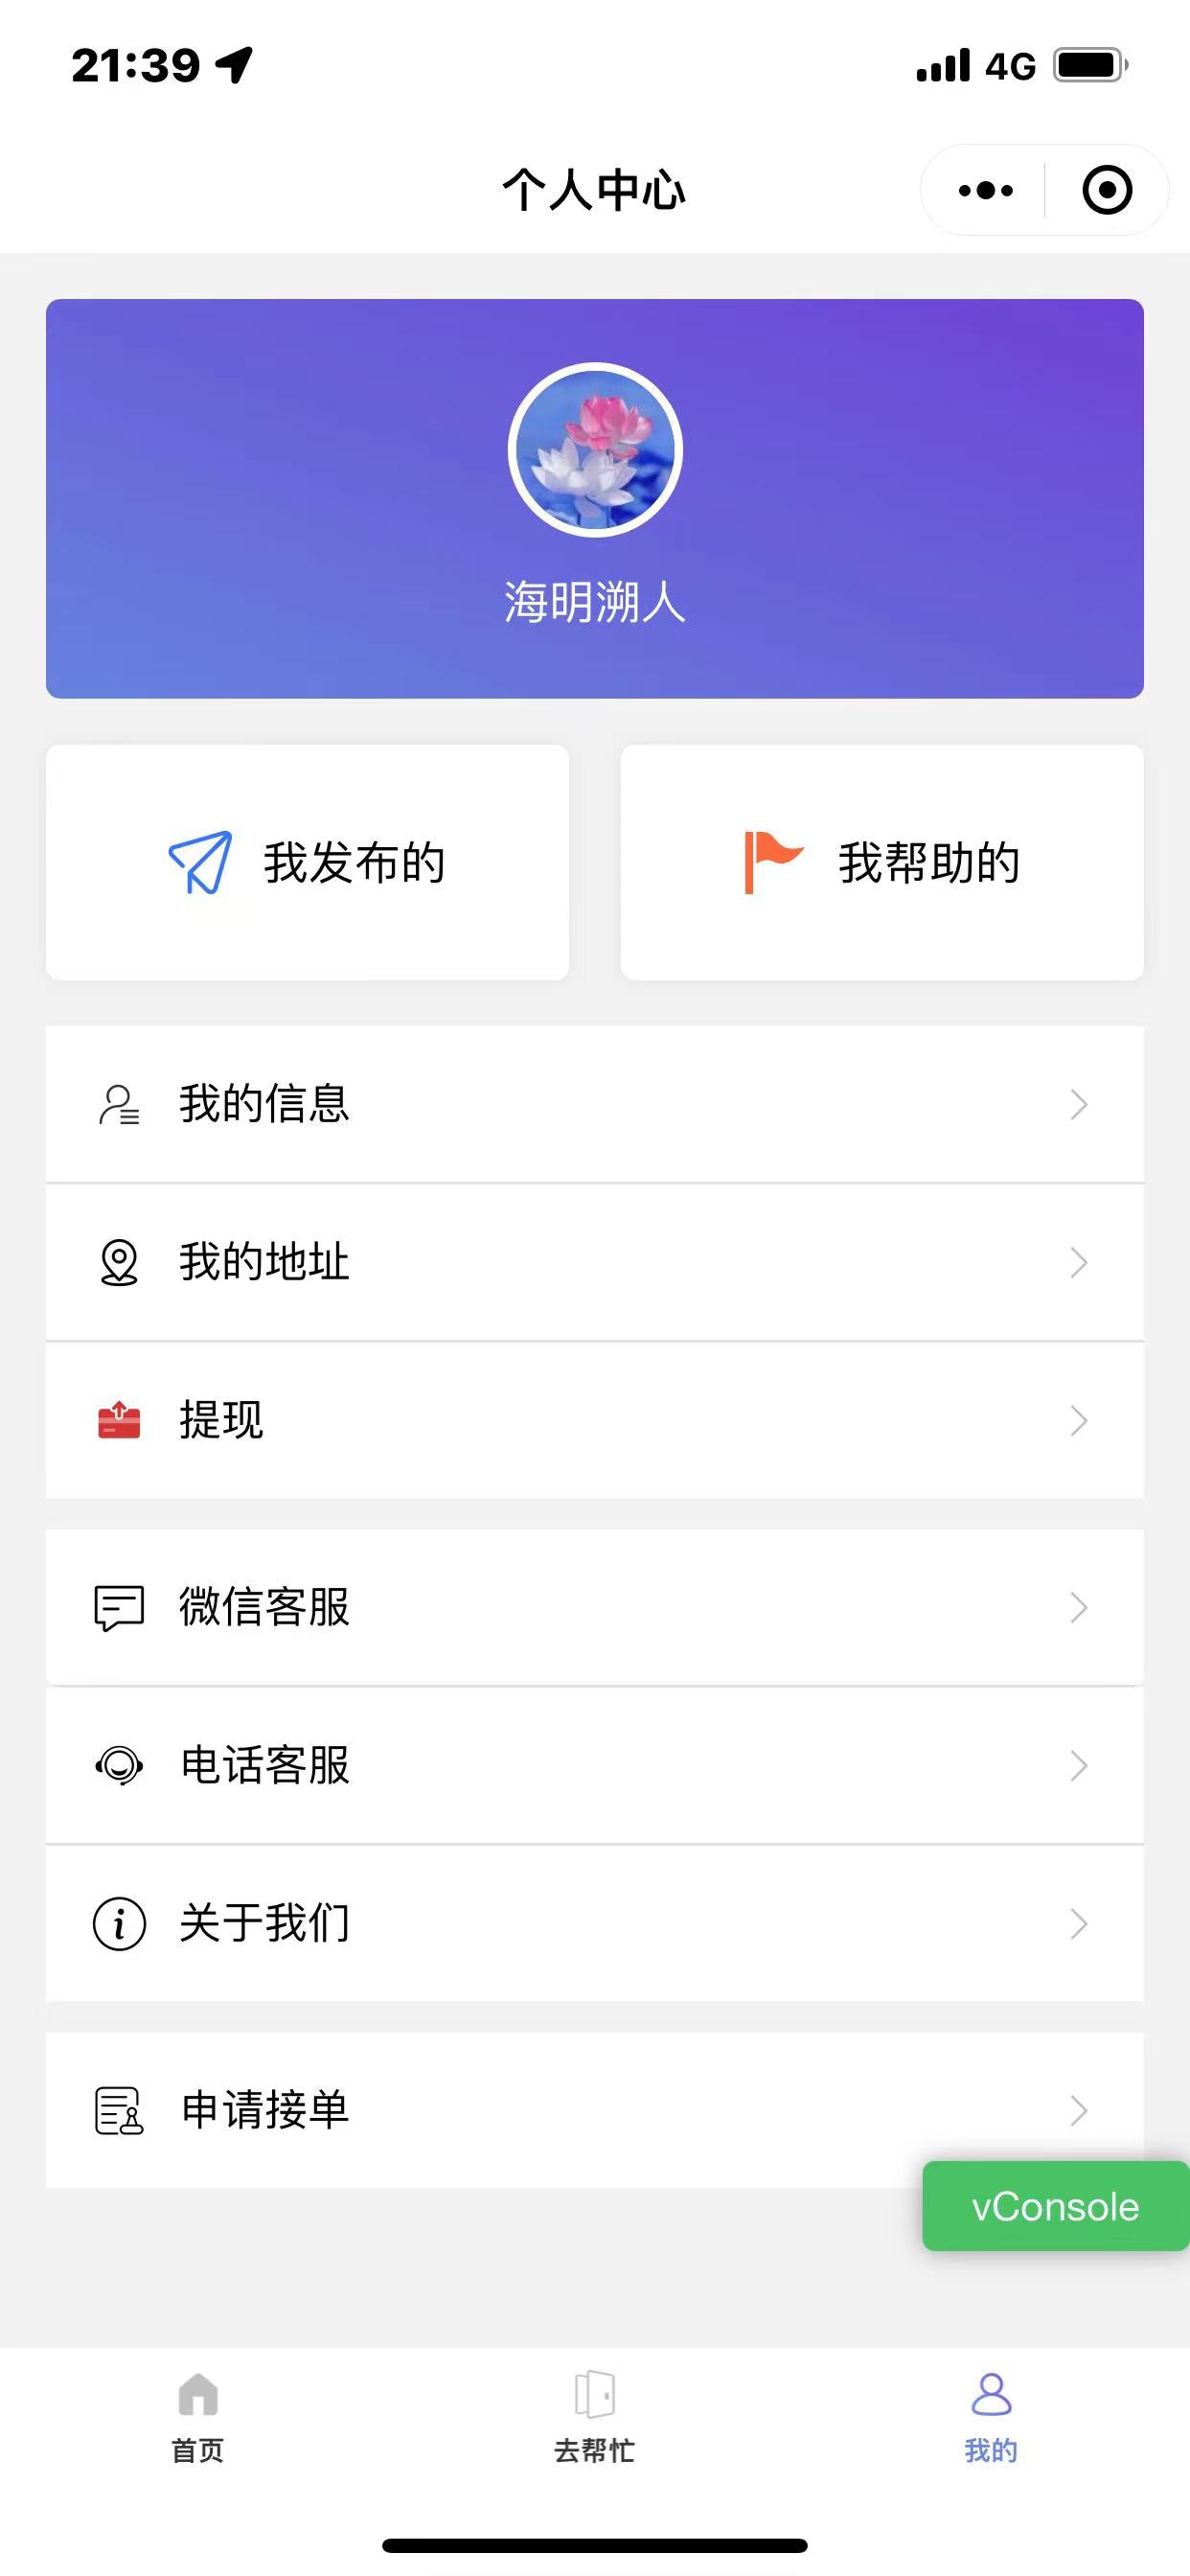 21:39
4G
个人中心
海明溯人
我发布的
我帮助的
我的信息
我的地址
提现
微信客服
电话客服
关于我们
申请接单
vConsole
首页
去帮忙
我的